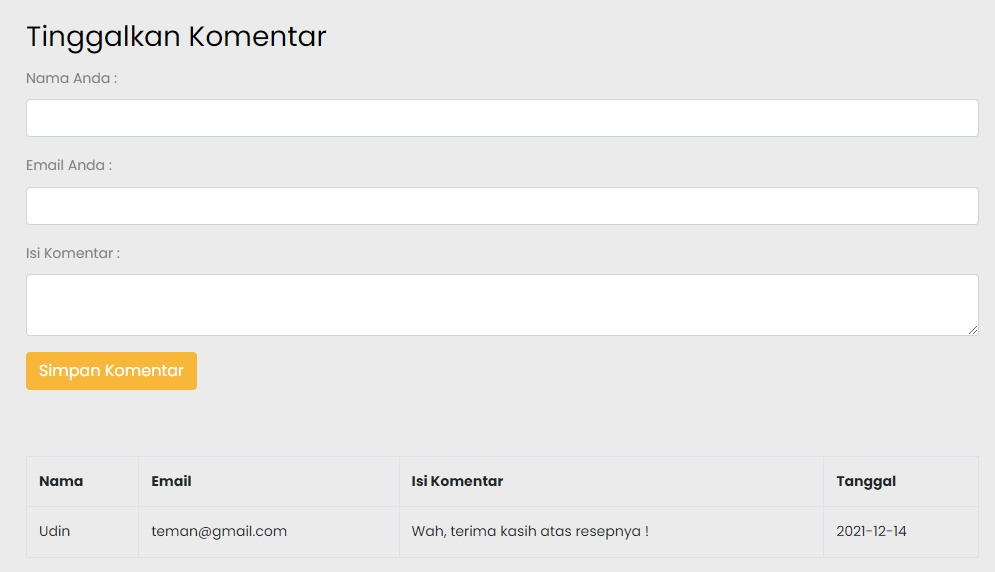 Tinggalkan Komentar
Nama Anda :
Email Anda :
Isi Komentar :
Simpan Komentar
Nama Email Isi Komentar Tanggal
Udin teman@gmail.com Wah, terima kasih atas resepnya ! 2021-12-14